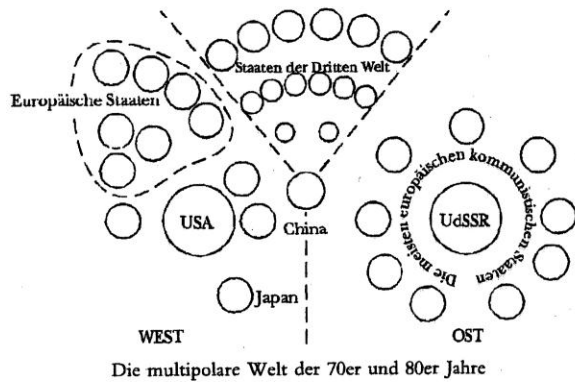 Staaten der Dritten Welt
Europäische Staaten
Die meisten europäischen kommunistischen Staaten
USA
UdSSR
China
Japan
WEST
OST
Die multipolare Welt der 70er und 80er Jahre